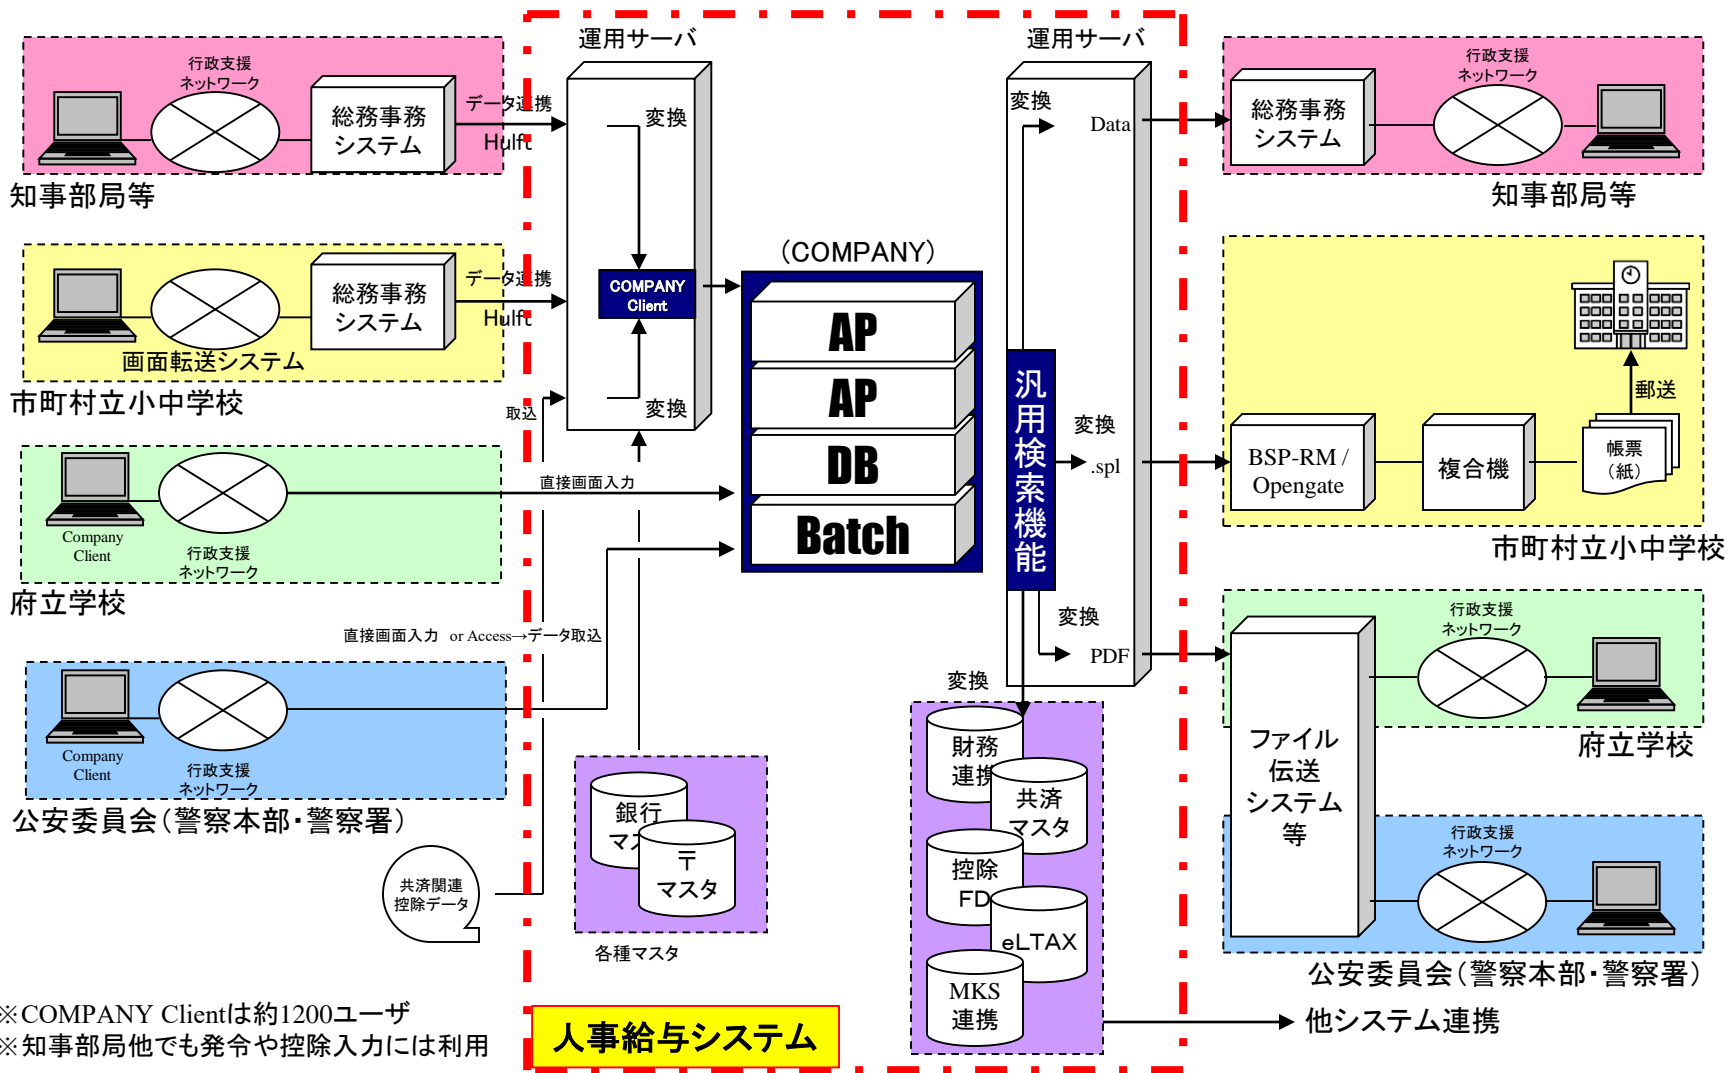 運用サーバ
運用サーバ
行政支援
ネットワーク
総務事務
システム
データ連携
Hulft
知事部局等
変換
変換
COMPANY
Client
総務事務
システム
データ連携
Hulft
画面転送システム
市町村立小中学校
取込
Company
Client
行政支援
ネットワーク
直接画面入力
府立学校
直接画面入力 or Access→データ取込
Company
Client
行政支援
ネットワーク
公安委員会(警察本部・警察署)
共済関連
控除データ
銀行
マスタ
〒
マスタ
各種マスタ
(COMPANY)
AP
AP
DB
Batch
汎用検索機能
変換
Data
変換
.spl
変換
PDF
変換
財務
連携
共済
マスタ
控除
FD
eLTAX
MKS
連携
他システム連携
総務事務
システム
行政支援
ネットワーク
知事部局等
BSP-RM /
Opengate
複合機
帳票
(紙)
郵送
市町村立小中学校
ファイル
伝送
システム
等
行政支援
ネットワーク
府立学校
行政支援
ネットワーク
公安委員会(警察本部・警察署)
※COMPANY Clientは約1200ユーザ
※知事部局他でも発令や控除入力には利用
人事給与システム